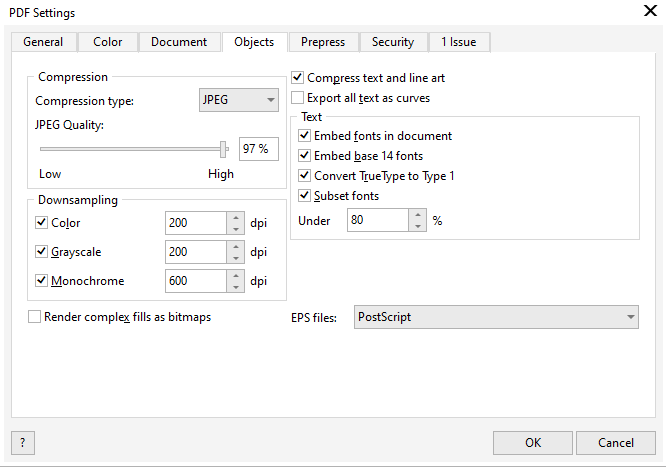 PDF Settings
General Color Document Objects Prepress Security 1 Issue
Compression
Compression type: JPEG
JPEG Quality:
97 %
Low High
Downsampling
Color 200 dpi
Grayscale 200 dpi
Monochrome 600 dpi
Render complex fills as bitmaps
Compress text and line art
Export all text as curves
Text
Embed fonts in document
Embed base 14 fonts
Convert TrueType to Type 1
Subset fonts
Under 80 %
EPS files: PostScript
? OK Cancel